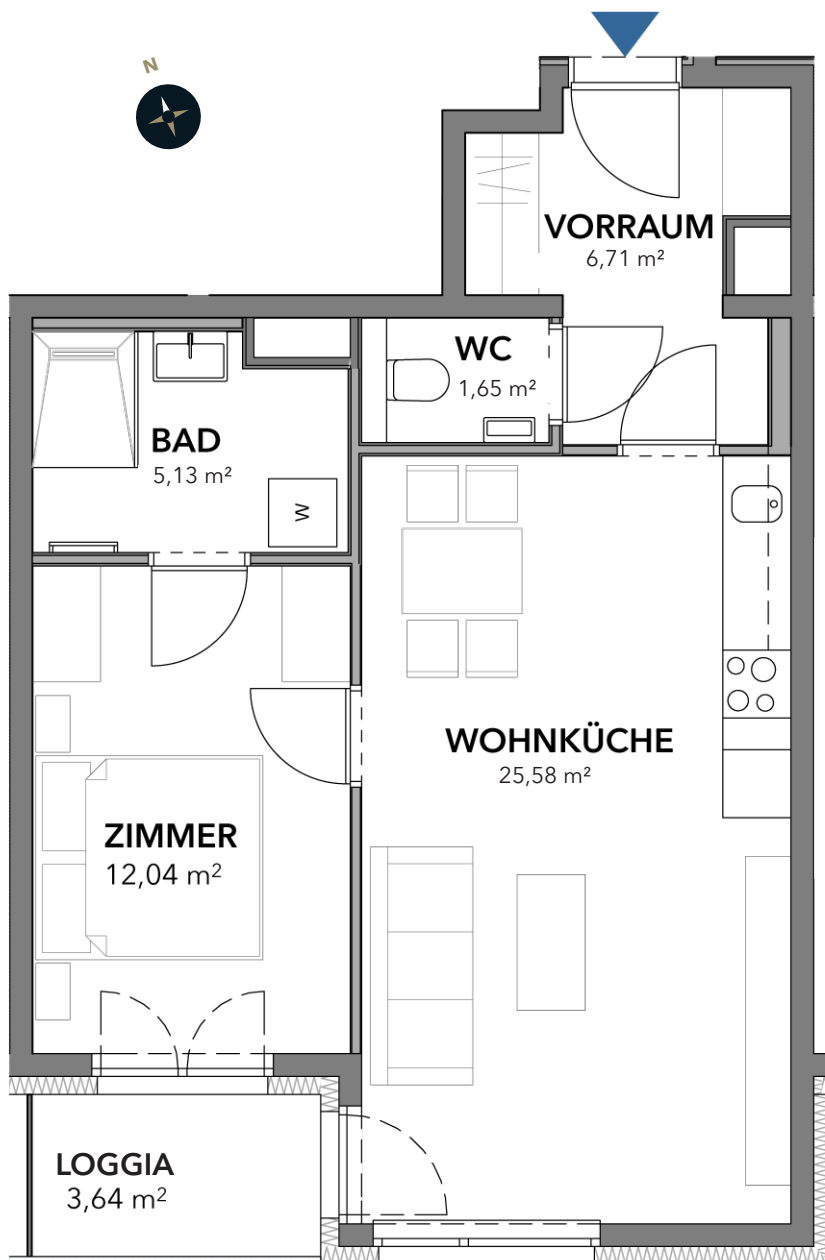 N
VORRAUM
6,71 m²
WC
1,65 m²
BAD
5,13 m²
W
WOHNKÜCHE
25,58 m²
ZIMMER
12,04 m²
LOGGIA
3,64 m²